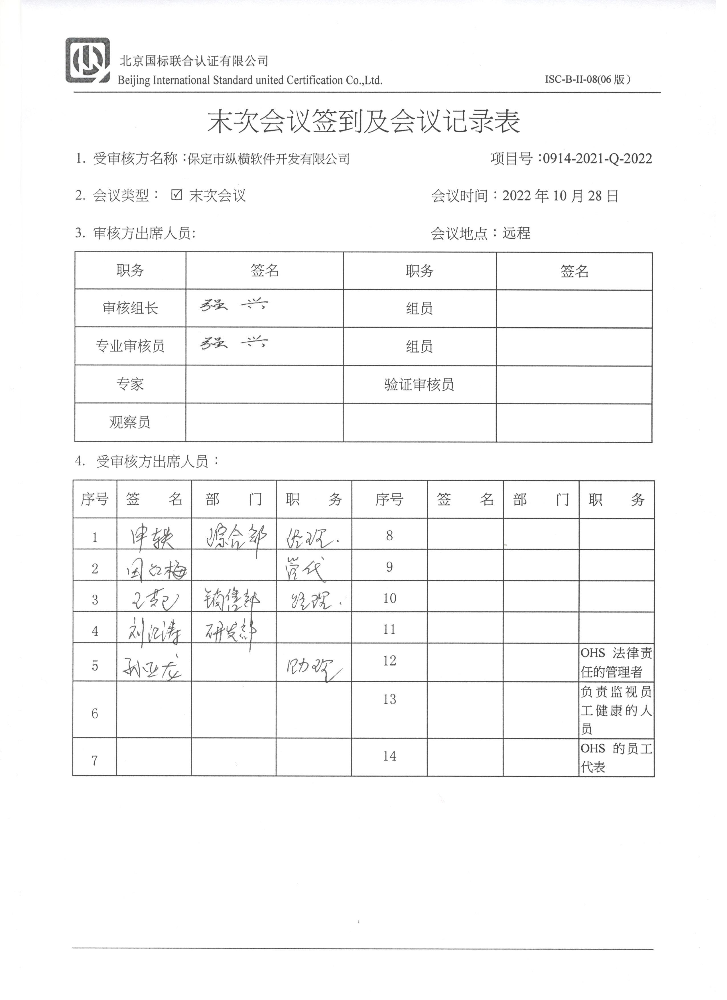 北京国标联合认证有限公司
Beijing International Standard united Certification Co.,Ltd. ISC-B-II-08(06 版）
末次会议签到及会议记录表
1. 受审核方名称：保定市纵横软件开发有限公司 项目号：0914-2021-Q-2022
2. 会议类型： ☑ 末次会议 会议时间：2022 年 10 月 28 日
3. 审核方出席人员: 会议地点：远程
职务 签名 职务 签名
审核组长 强 兴 组员
专业审核员 强 兴 组员
专家 验证审核员
观察员
4. 受审核方出席人员：
序号 签 名 部 门 职 务 序号 签 名 部 门 职 务
1 申轶 综合部 经理. 8
2 田红梅 管代 9
3 销售部 经理. 10
4 刘江涛 研发部 11
5 孙亚龙 助理 12 OHS 法律责
任的管理者
6 13 负责监视员
工健康的人
员
7 14 OHS 的员工
代表